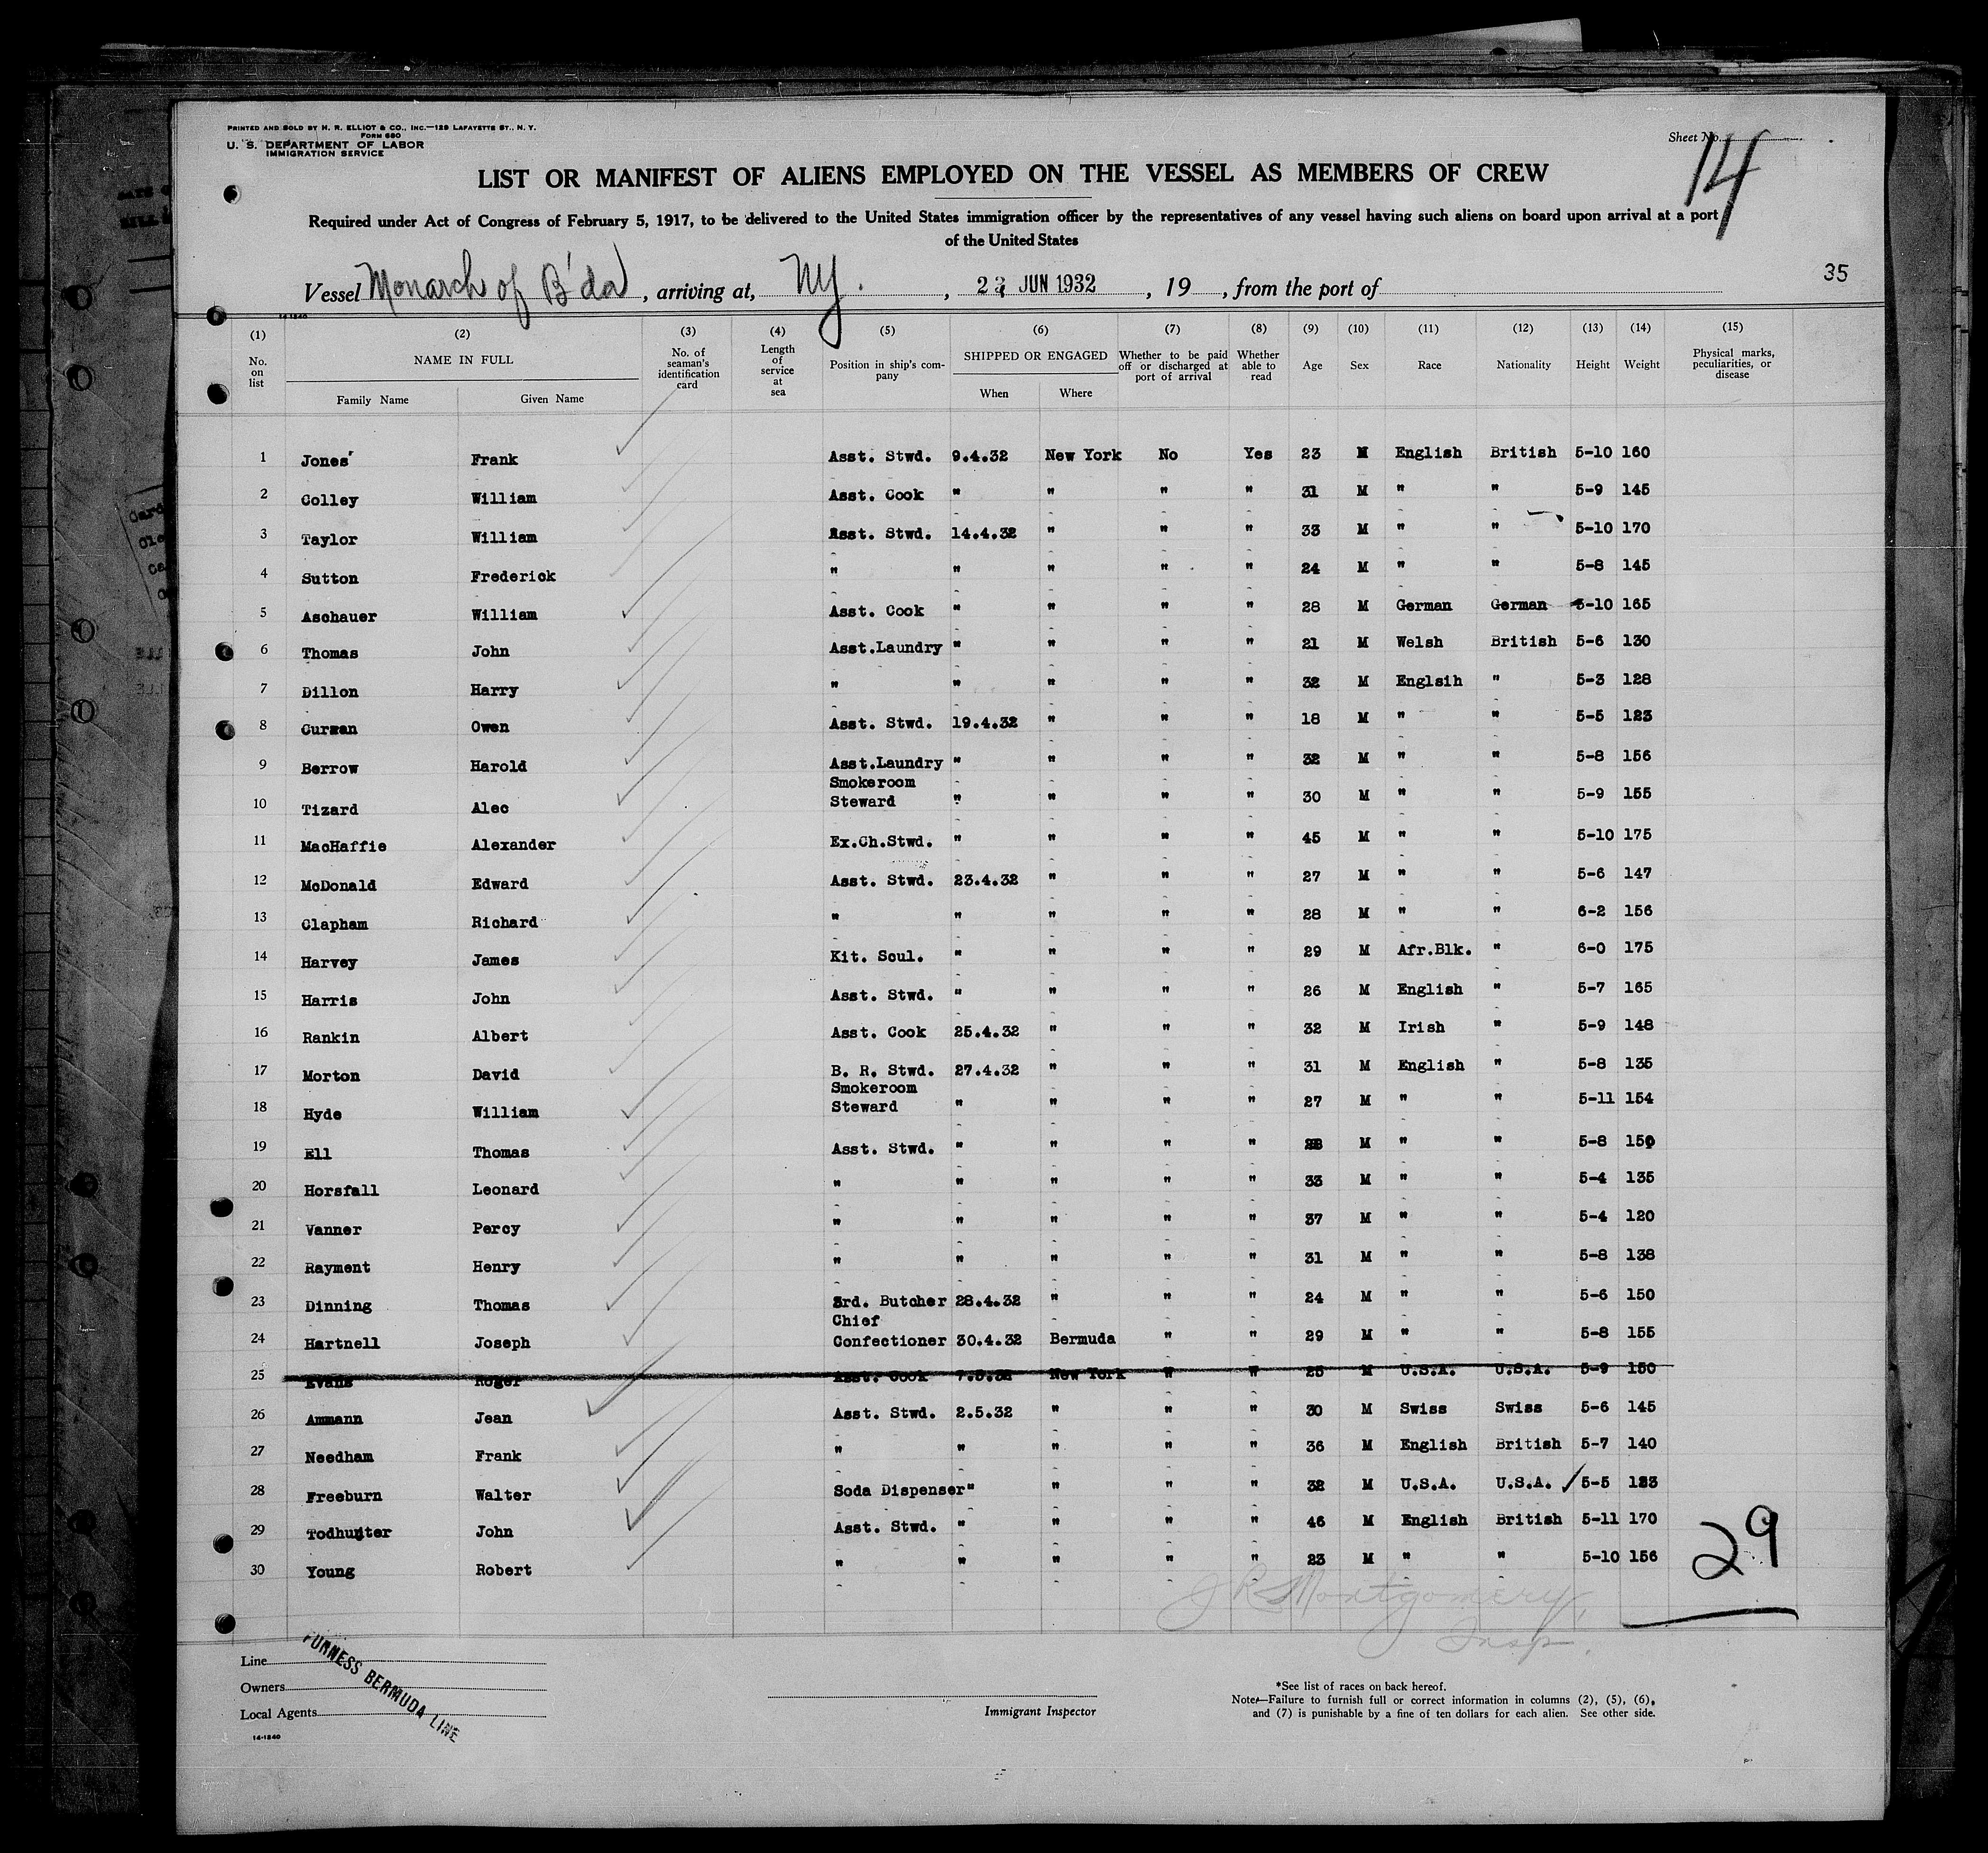 PRINTED AND SOLD BY H. R. ELLIOT & CO., INC.—129 LAFAYETTE ST., N. Y.
FORM 680
U. S. DEPARTMENT OF LABOR
IMMIGRATION SERVICE
Sheet No. 14
LIST OR MANIFEST OF ALIENS EMPLOYED ON THE VESSEL AS MEMBERS OF CREW
Required under Act of Congress of February 5, 1917, to be delivered to the United States immigration officer by the representatives of any vessel having such aliens on board upon arrival at a port
of the United States
35
Vessel Monarch of B'da, arriving at, NY. , JUN 1932, 19 , from the port of
(1) (2) (3) (4) (5) (6) (7) (8) (9) (10) (11) (12) (13) (14) (15)
No. on list NAME IN FULL Family Name Given Name No. of seaman's identification card Length of service at sea Position in ship's company SHIPPED OR ENGAGED When Where Whether to be paid off or discharged at port of arrival Whether able to read Age Sex Race Nationality Height Weight Physical marks, peculiarities, or disease
1 Jones Frank Asst. Stwd. 9.4.32 New York No Yes 23 M English British 5-10 160
2 Colley William Asst. Cook " " " " 31 M " " 5-9 145
3 Taylor William Asst. Stwd. 14.4.32 " " " 33 M " " 5-10 170
4 Sutton Frederick " " " " " 24 M " " 5-8 145
5 Aschauer William Asst. Cook " " " " 28 M German German 5-10 165
6 Thomas John Asst.Laundry " " " " 21 M Welsh British 5-6 130
7 Dillon Harry " " " " " 32 M Englsih " 5-3 128
8 Curran Owen Asst. Stwd. 19.4.32 " " " 18 M " " 5-5 123
9 Berrow Harold Asst.Laundry " " " " 32 M " " 5-8 156
10 Tizard Alec Smokeroom Steward " " " " 30 M " " 5-9 155
11 MacHaffie Alexander Ex.Ch.Stwd. " " " " 45 M " " 5-10 175
12 McDonald Edward Asst. Stwd. 23.4.32 " " " 27 M " " 5-6 147
13 Clapham Richard " " " " " 28 M " " 6-2 156
14 Harvey James Kit. Scul. " " " " 29 M Afr.Blk. " 6-0 175
15 Harris John Asst. Stwd. " " " " 26 M English " 5-7 165
16 Rankin Albert Asst. Cook 25.4.32 " " " 32 M Irish " 5-9 148
17 Morton David B. R. Stwd. 27.4.32 " " " 31 M English " 5-8 135
18 Hyde William Smokeroom Steward " " " " 27 M " " 5-11 154
19 Ell Thomas Asst. Stwd. " " " " M " " 5-8 150
20 Horsfall Leonard " " " " " 33 M " " 5-4 135
21 Vanner Percy " " " " " 37 M " " 5-4 120
22 Rayment Henry " " " " " 31 M " " 5-8 138
23 Dinning Thomas 3rd. Butcher 28.4.32 " " " 24 M " " 5-6 150
24 Hartnell Joseph Chief Confectioner 30.4.32 Bermuda " " 29 M " " 5-8 155
25 Evans Roger Asst. Cook 7.5.32 New York " " 25 M U.S.A. U.S.A. 5-9 150
26 Ammann Jean Asst. Stwd. 2.5.32 " " " 30 M Swiss Swiss 5-6 145
27 Needham Frank " " " " " 36 M English British 5-7 140
28 Freeburn Walter Soda Dispenser " " " " 32 M U.S.A. U.S.A. 5-5 123
29 Todhunter John Asst. Stwd. " " " " 46 M English British 5-11 170
30 Young Robert " " " " " 23 M " " 5-10 156
29
J R Montgomery,
Insp.
Line
Owners
Local Agents
FURNESS BERMUDA LINE
14-1240
Immigrant Inspector
*See list of races on back hereof.
Note.—Failure to furnish full or correct information in columns (2), (5), (6),
and (7) is punishable by a fine of ten dollars for each alien. See other side.